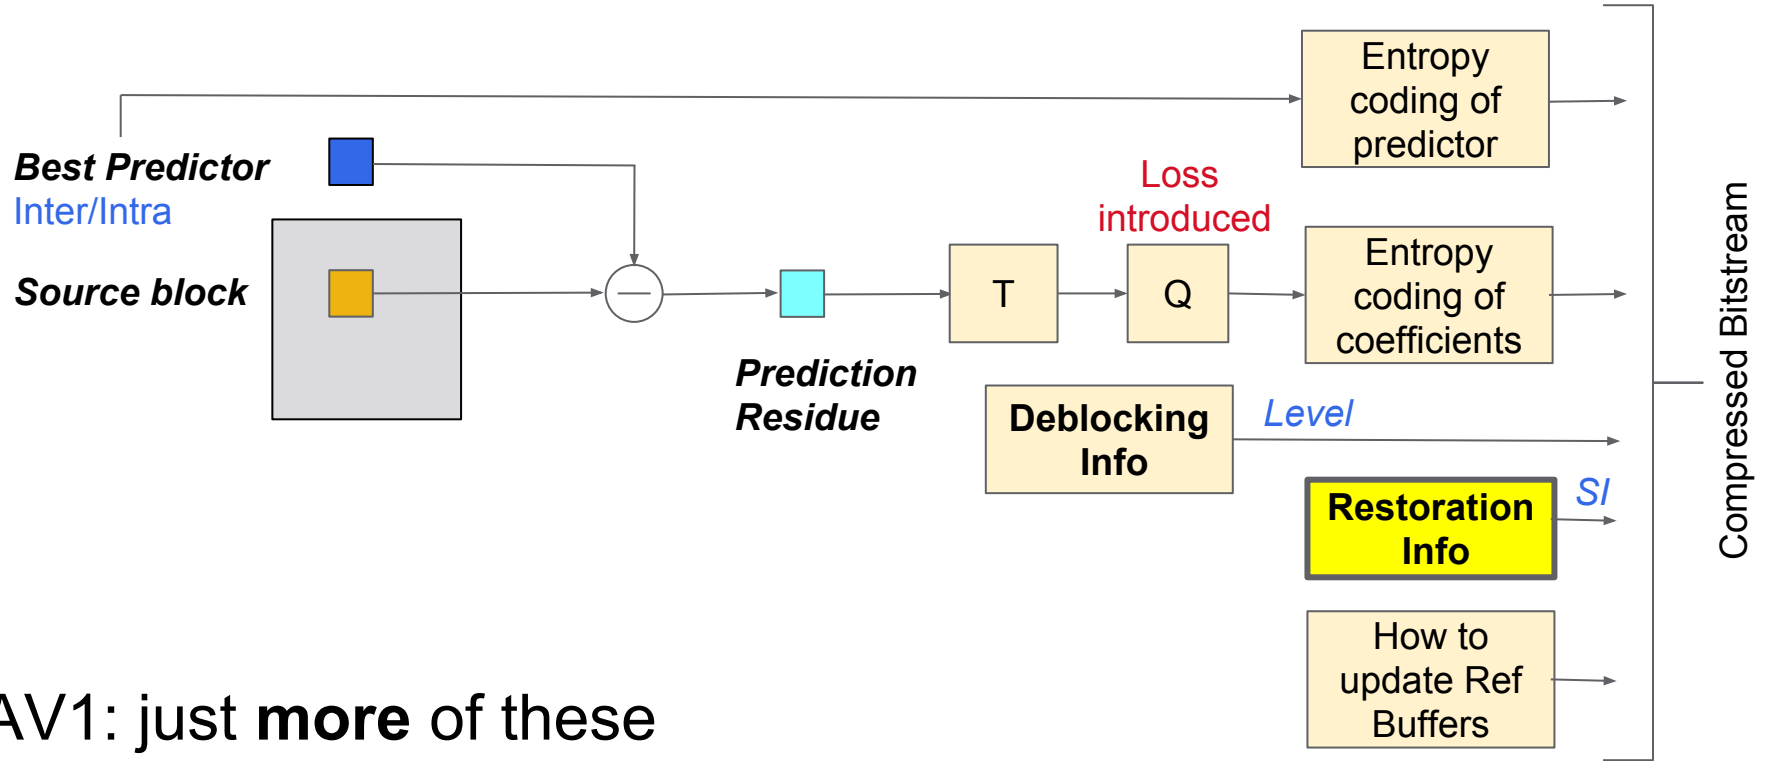 Entropy
coding of
predictor
Best Predictor
Inter/Intra
Loss
introduced
Source block
T
Q
Entropy
coding of
coefficients
Prediction
Residue
Deblocking
Info
Level
Restoration
Info
SI
How to
update Ref
Buffers
Compressed Bitstream
AV1: just more of these